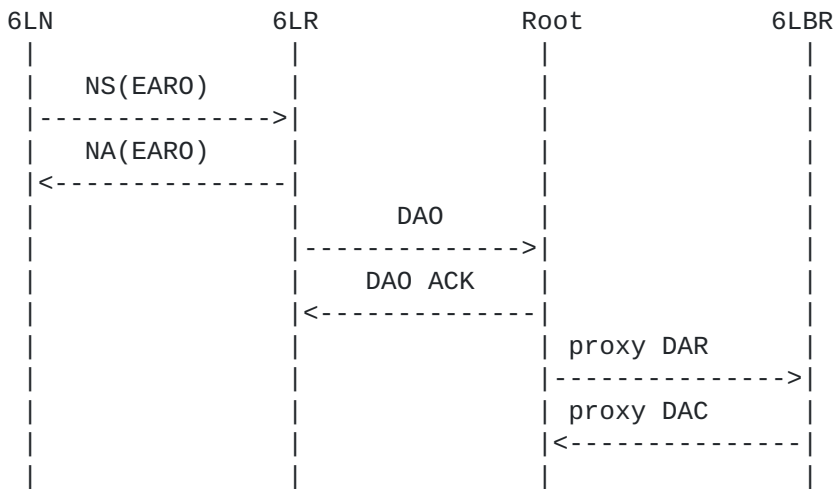 6LN 6LR Root 6LBR
NS(EARO)
NA(EARO)
DAO
DAO ACK
proxy DAR
proxy DAC